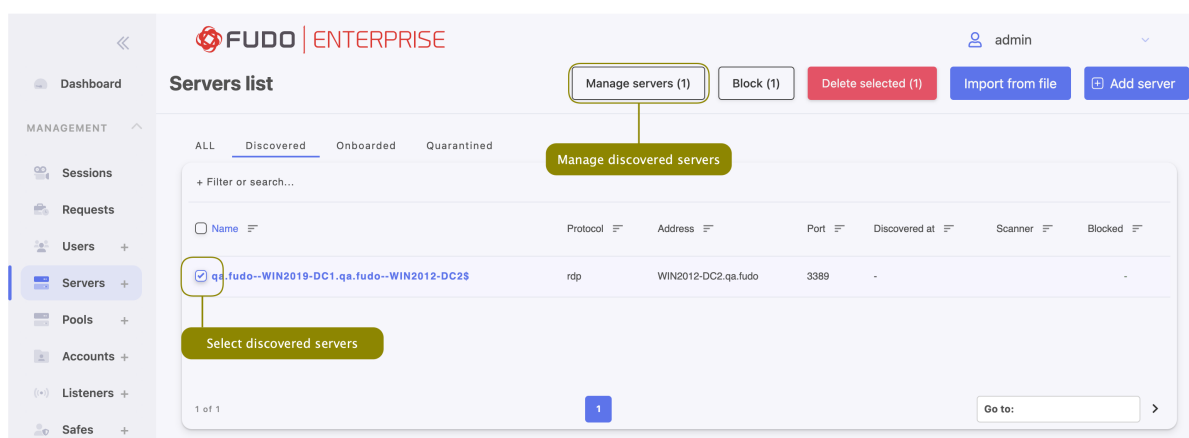 FUDO ENTERPRISE
admin
Dashboard
Servers list
Manage servers (1)
Block (1)
Delete selected (1)
Import from file
Add server
MANAGEMENT
ALL Discovered Onboarded Quarantined
Manage discovered servers
Sessions
+ Filter or search...
Requests
Name
Protocol
Address
Port
Discovered at
Scanner
Blocked
Users +
qa.fudo--WIN2019-DC1.qa.fudo--WIN2012-DC2$
rdp
WIN2012-DC2.qa.fudo
3389
-
-
Servers +
Pools +
Select discovered servers
Accounts +
Listeners +
1 of 1
1
Go to:
Safes +